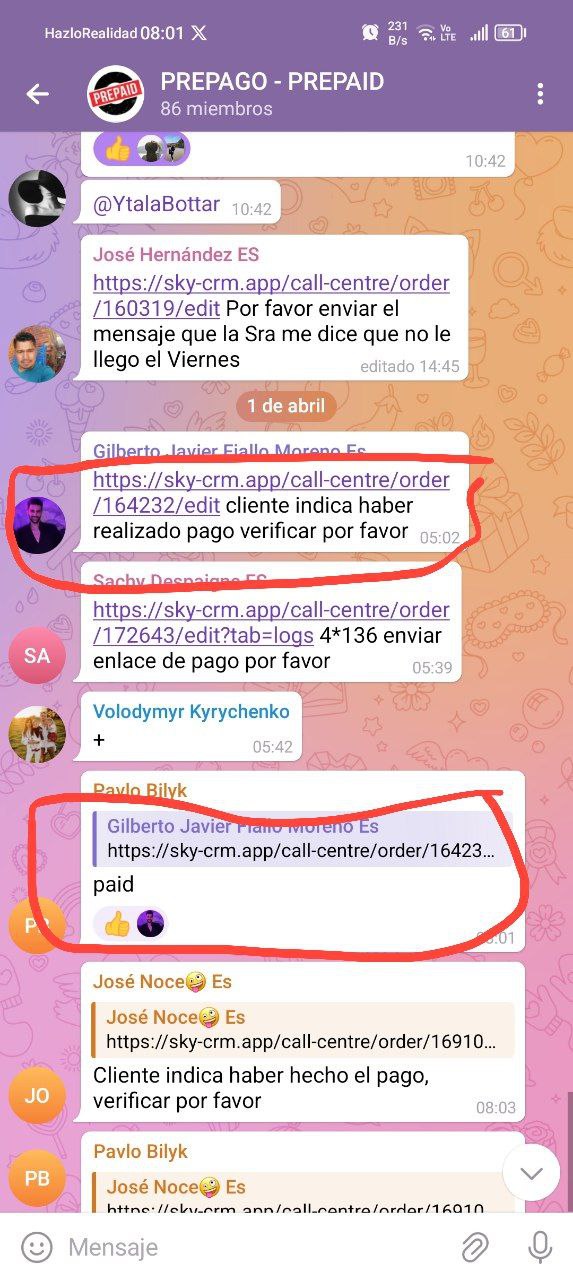 HazloRealidad 08:01 X 231 B/s Vo LTE 61
PREPAID
PREPAGO - PREPAID
86 miembros
10:42
@YtalaBottar 10:42
José Hernández ES
https://sky-crm.app/call-centre/order
/160319/edit Por favor enviar el
mensaje que la Sra me dice que no le
llego el Viernes editado 14:45
1 de abril
Gilberto Javier Fiallo Moreno Es
https://sky-crm.app/call-centre/order
/164232/edit cliente indica haber
realizado pago verificar por favor 05:02
Sachy Despaigne ES
https://sky-crm.app/call-centre/order
/172643/edit?tab=logs 4*136 enviar
enlace de pago por favor 05:39
SA
Volodymyr Kyrychenko
+ 05:42
Pavlo Bilyk
Gilberto Javier Fiallo Moreno Es
https://sky-crm.app/call-centre/order/16423...
paid
José Noce🤪 Es
José Noce🤪 Es
https://sky-crm.app/call-centre/order/16910...
Cliente indica haber hecho el pago,
verificar por favor 08:03
JO
Pavlo Bilyk
José Noce🤪 Es
https://sky-crm.app/call-centre/order/16910...
PB
Mensaje